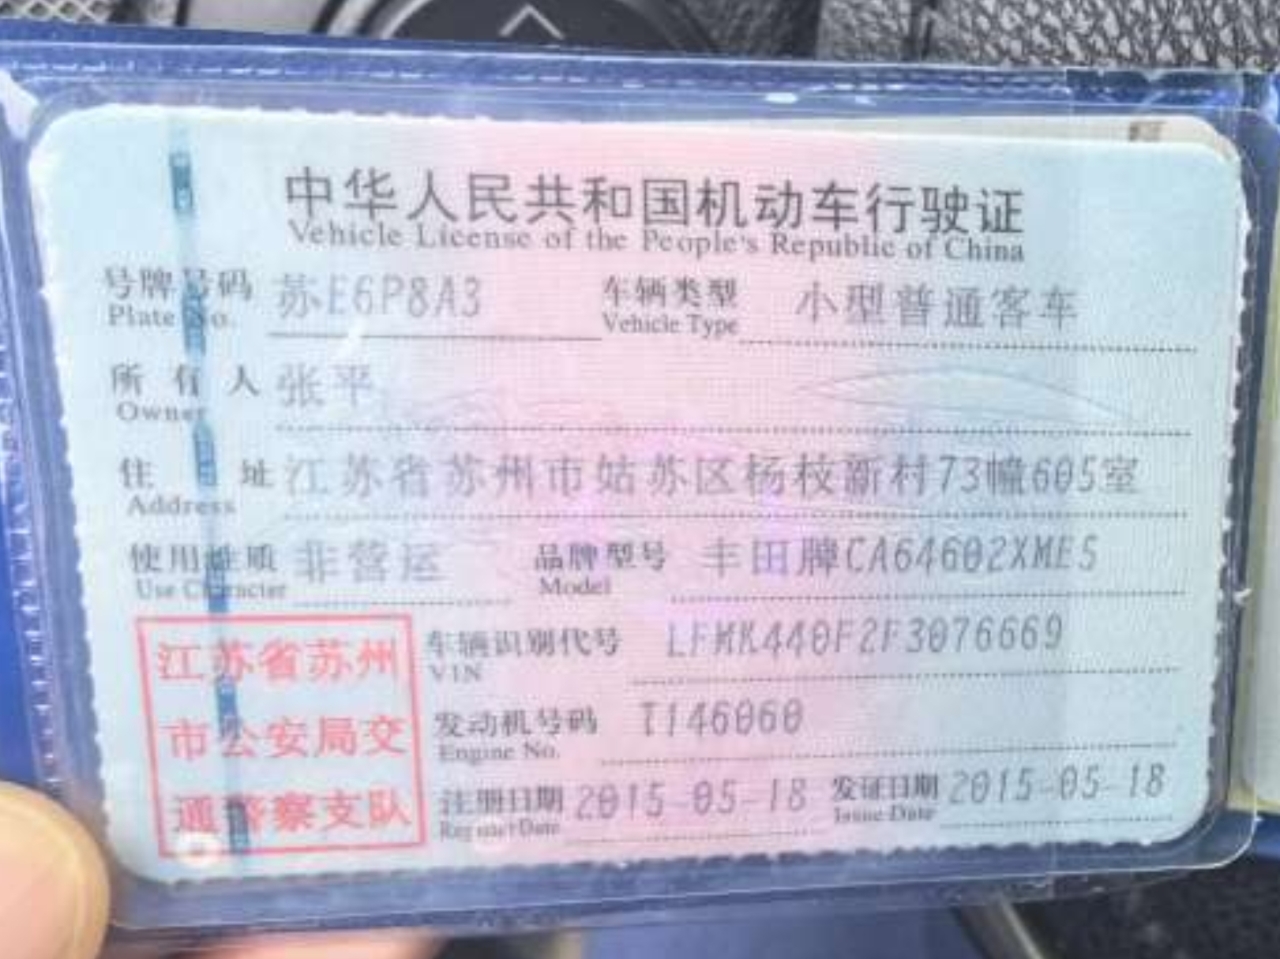 中华人民共和国机动车行驶证
Vehicle License of the People's Republic of China
号牌号码 苏E6P8A3 车辆类型 小型普通客车
Plate No. Vehicle Type
所有人 张平
Owner
住址 江苏省苏州市姑苏区杨枝新村73幢605室
Address
使用性质 非营运 品牌型号 丰田牌CA64602XME5
Use Character Model
江苏省苏州
市公安局交
通警察支队
车辆识别代号 LFMK440F2F3076669
VIN
发动机号码 I146060
Engine No.
注册日期 2015-05-18 发证日期 2015-05-18
Register Date Issue Date